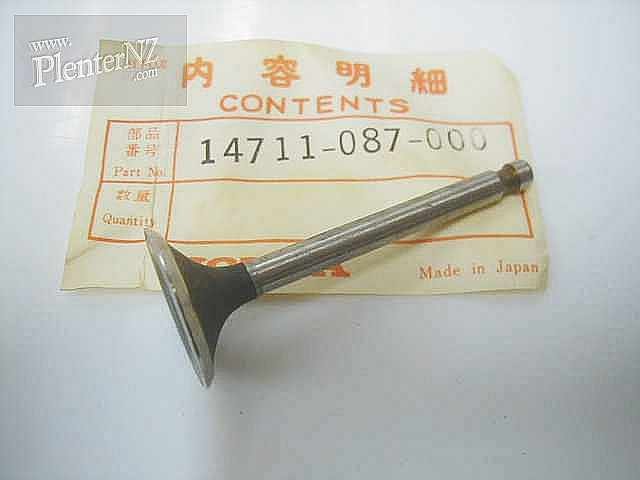 www.
PlenterNZ
.com
内容明細
CONTENTS
部品
番号
Part No.
14711-087-000
数量
Quantity
Made in Japan